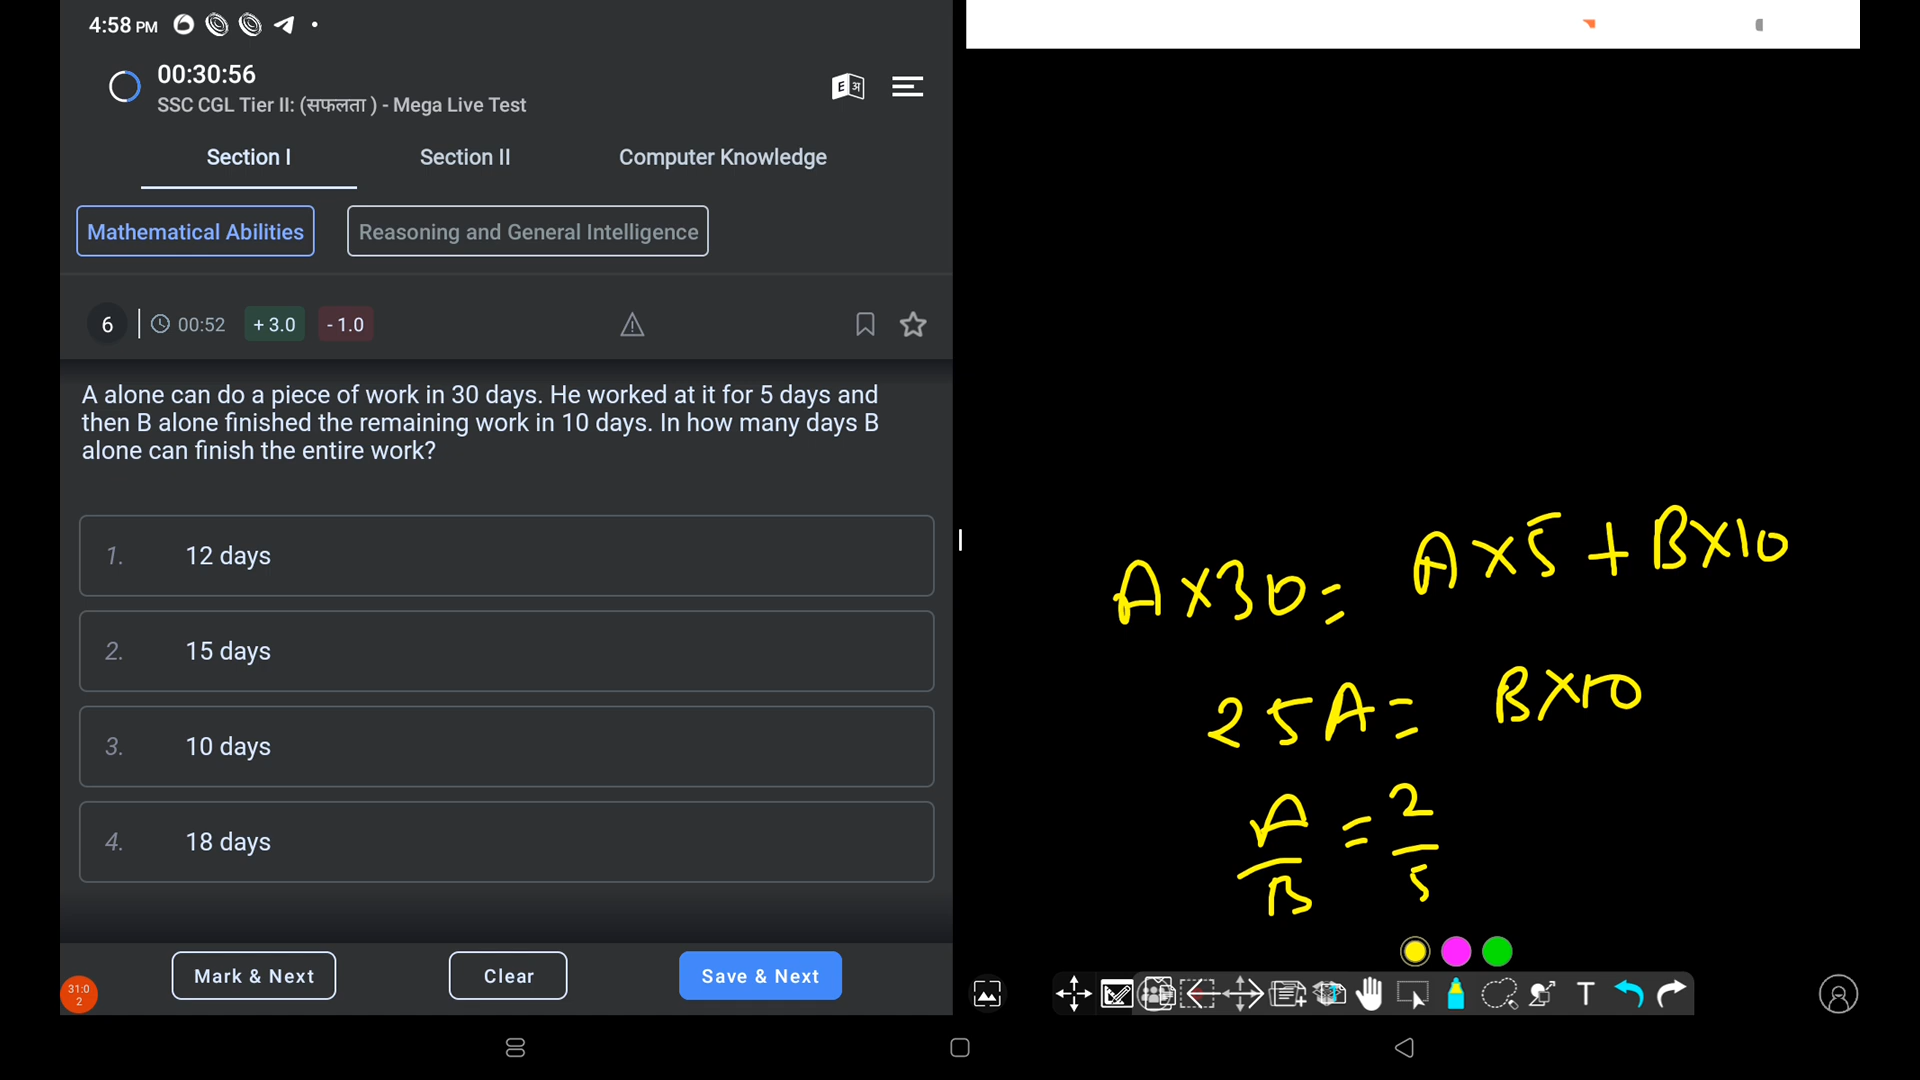 4:58 PM
00:30:56
SSC CGL Tier II: (सफलता ) - Mega Live Test
E अ
Section I Section II Computer Knowledge
Mathematical Abilities Reasoning and General Intelligence
6 00:52 + 3.0 - 1.0
A alone can do a piece of work in 30 days. He worked at it for 5 days and
then B alone finished the remaining work in 10 days. In how many days B
alone can finish the entire work?
1. 12 days
2. 15 days
3. 10 days
4. 18 days
Mark & Next Clear Save & Next
31:0
2
A×30 = A×5 + B×10
25A = B×10
A/B = 2/5
T